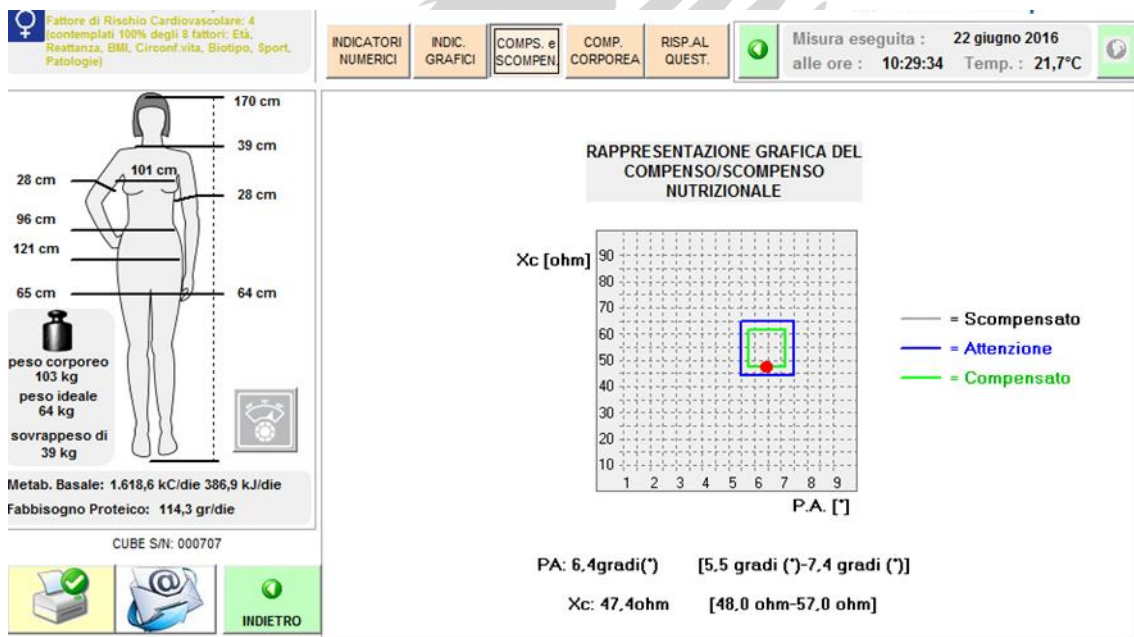 Fattore di Rischio Cardiovascolare: 4
(contemplati 100% degli 8 fattori: Età,
Reattanza, BMI, Circonf.vita, Biotipo, Sport,
Patologie)
INDICATORI
NUMERICI
INDIC.
GRAFICI
COMPS. e
SCOMPEN.
COMP.
CORPOREA
RISP.AL
QUEST.
Misura eseguita : 22 giugno 2016
alle ore : 10:29:34 Temp. : 21,7°C
170 cm
39 cm
101 cm
28 cm
28 cm
96 cm
121 cm
65 cm
64 cm
peso corporeo
103 kg
peso ideale
64 kg
sovrappeso di
39 kg
Metab. Basale: 1.618,6 kC/die 386,9 kJ/die
Fabbisogno Proteico: 114,3 gr/die
CUBE S/N: 000707
INDIETRO
RAPPRESENTAZIONE GRAFICA DEL
COMPENSO/SCOMPENSO
NUTRIZIONALE
Xc [ohm]
90
80
70
60
50
40
30
20
10
1 2 3 4 5 6 7 8 9
P.A. [°]
= Scompensato
= Attenzione
= Compensato
PA: 6,4gradi(°) [5,5 gradi (°)-7,4 gradi (°)]
Xc: 47,4ohm [48,0 ohm-57,0 ohm]